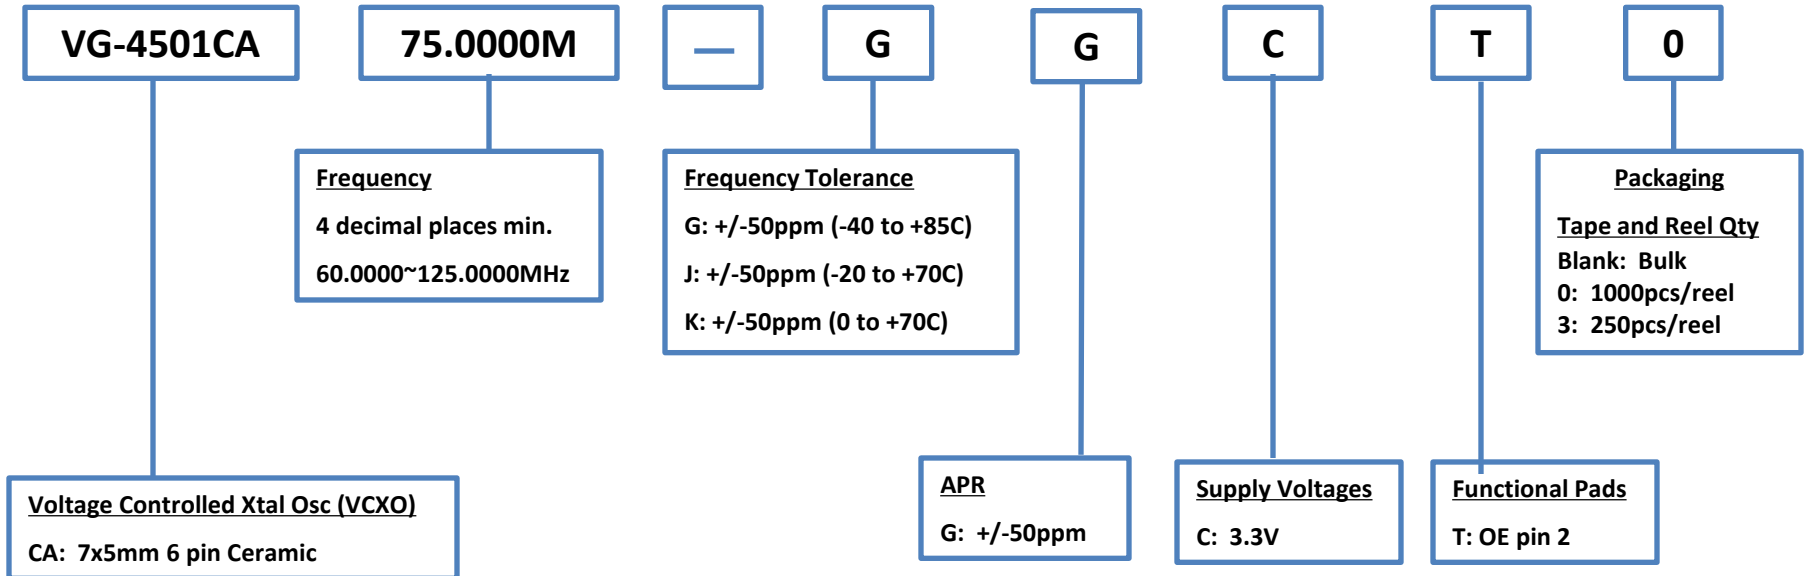 VG-4501CA
75.0000M
—
G
G
C
T
0
Frequency
4 decimal places min.
60.0000~125.0000MHz
Frequency Tolerance
G: +/-50ppm (-40 to +85C)
J: +/-50ppm (-20 to +70C)
K: +/-50ppm (0 to +70C)
Packaging
Tape and Reel Qty
Blank: Bulk
0: 1000pcs/reel
3: 250pcs/reel
Voltage Controlled Xtal Osc (VCXO)
CA: 7x5mm 6 pin Ceramic
APR
G: +/-50ppm
Supply Voltages
C: 3.3V
Functional Pads
T: OE pin 2